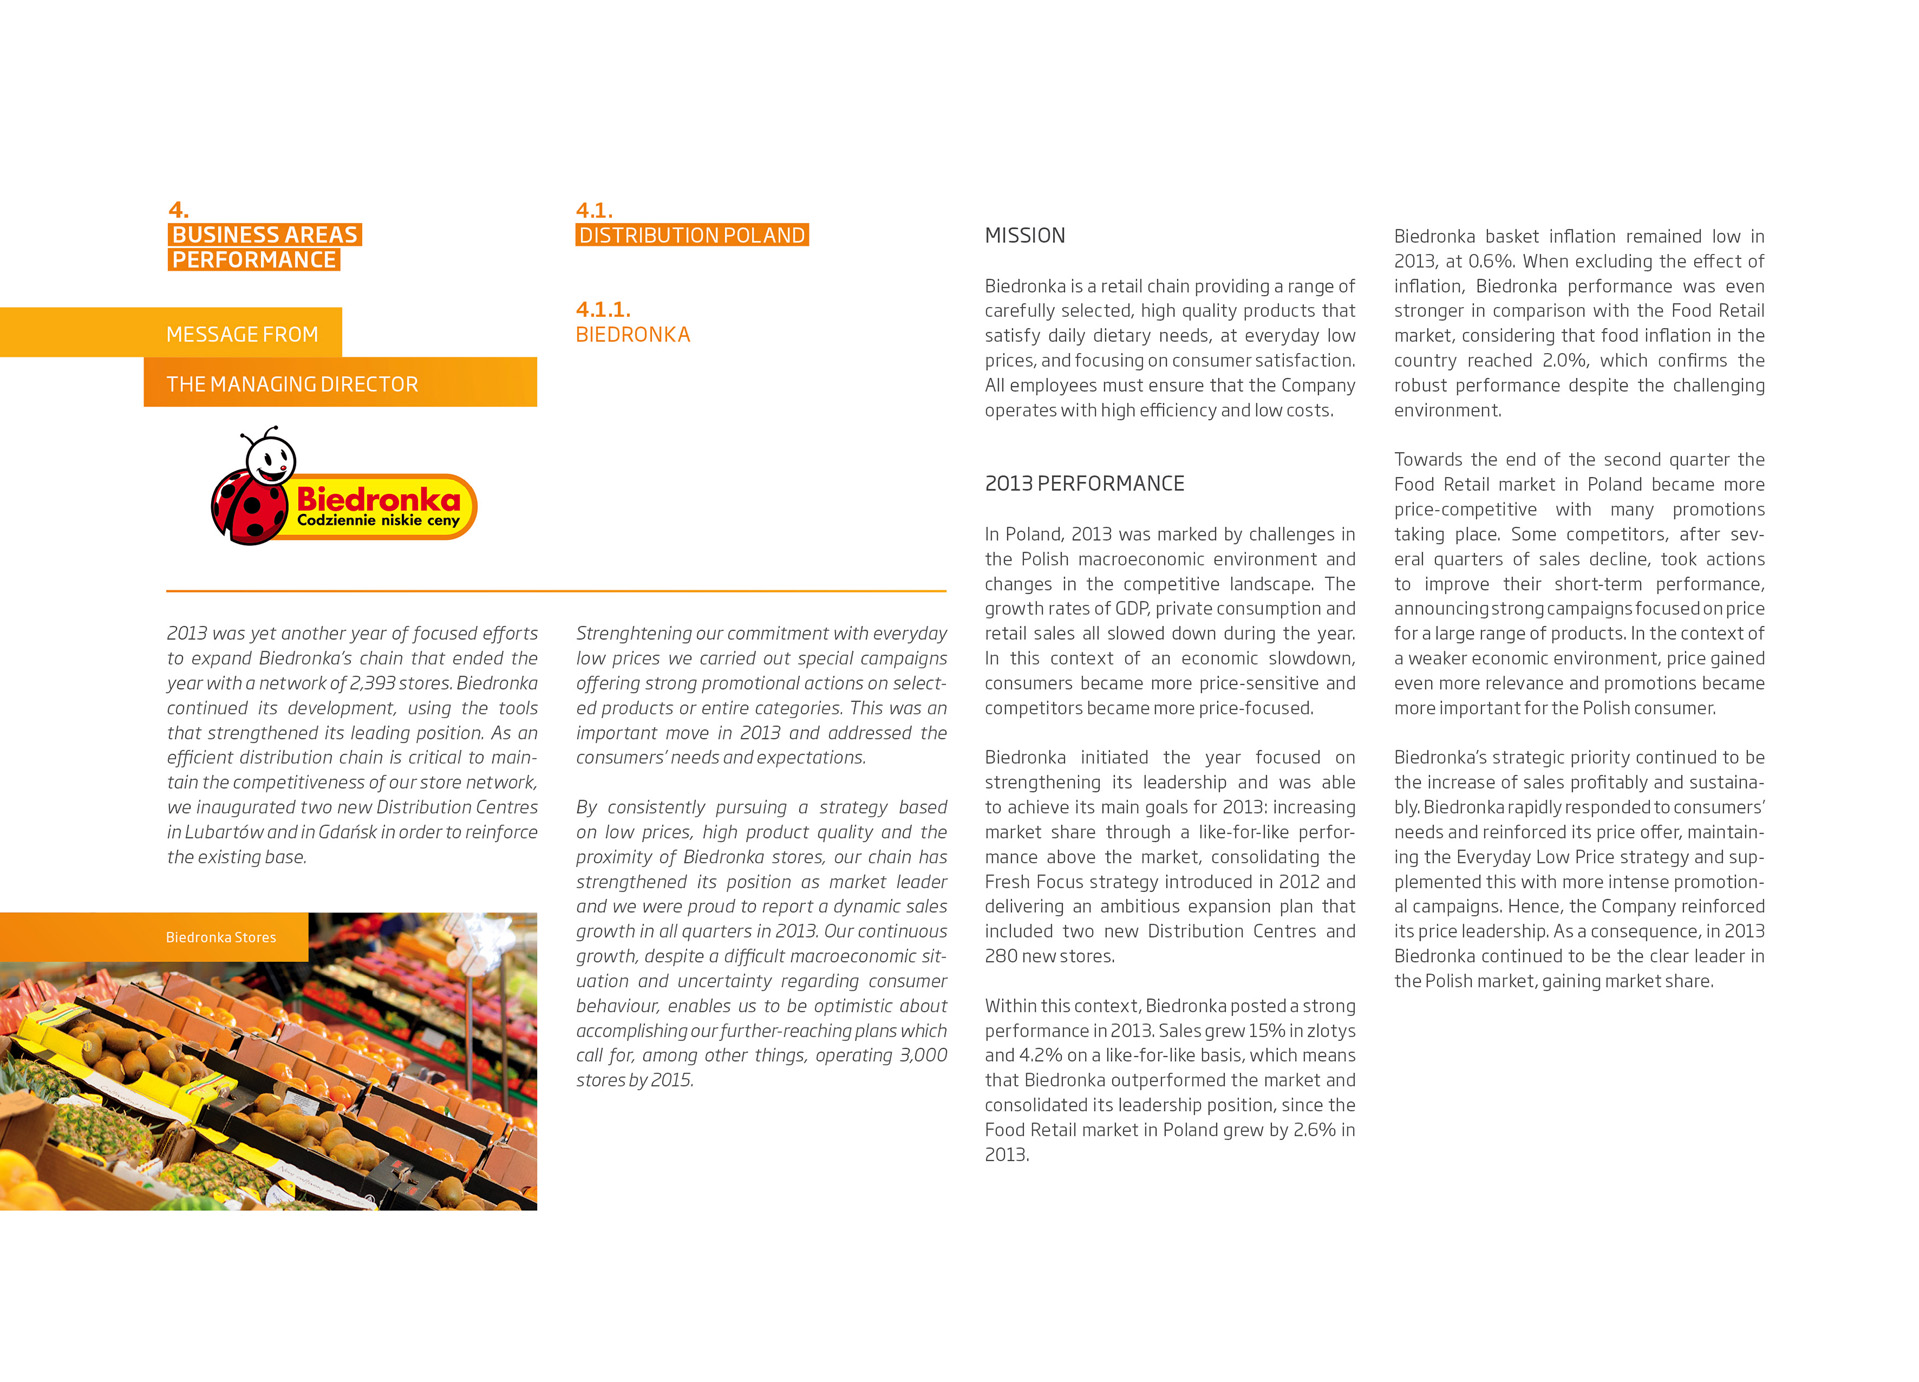 4.
BUSINESS AREAS
PERFORMANCE
MESSAGE FROM
THE MANAGING DIRECTOR
Biedronka
Codziennie niskie ceny
2013 was yet another year of focused efforts
to expand Biedronka's chain that ended the
year with a network of 2,393 stores. Biedronka
continued its development, using the tools
that strengthened its leading position. As an
efficient distribution chain is critical to main-
tain the competitiveness of our store network,
we inaugurated two new Distribution Centres
in Lubartów and in Gdańsk in order to reinforce
the existing base.
Biedronka Stores
4.1.
DISTRIBUTION POLAND
4.1.1.
BIEDRONKA
Strenghtening our commitment with everyday
low prices we carried out special campaigns
offering strong promotional actions on select-
ed products or entire categories. This was an
important move in 2013 and addressed the
consumers' needs and expectations.
By consistently pursuing a strategy based
on low prices, high product quality and the
proximity of Biedronka stores, our chain has
strengthened its position as market leader
and we were proud to report a dynamic sales
growth in all quarters in 2013. Our continuous
growth, despite a difficult macroeconomic sit-
uation and uncertainty regarding consumer
behaviour, enables us to be optimistic about
accomplishing our further-reaching plans which
call for, among other things, operating 3,000
stores by 2015.
MISSION
Biedronka is a retail chain providing a range of
carefully selected, high quality products that
satisfy daily dietary needs, at everyday low
prices, and focusing on consumer satisfaction.
All employees must ensure that the Company
operates with high efficiency and low costs.
2013 PERFORMANCE
In Poland, 2013 was marked by challenges in
the Polish macroeconomic environment and
changes in the competitive landscape. The
growth rates of GDP, private consumption and
retail sales all slowed down during the year.
In this context of an economic slowdown,
consumers became more price-sensitive and
competitors became more price-focused.
Biedronka initiated the year focused on
strengthening its leadership and was able
to achieve its main goals for 2013: increasing
market share through a like-for-like perfor-
mance above the market, consolidating the
Fresh Focus strategy introduced in 2012 and
delivering an ambitious expansion plan that
included two new Distribution Centres and
280 new stores.
Within this context, Biedronka posted a strong
performance in 2013. Sales grew 15% in zlotys
and 4.2% on a like-for-like basis, which means
that Biedronka outperformed the market and
consolidated its leadership position, since the
Food Retail market in Poland grew by 2.6% in
2013.
Biedronka basket inflation remained low in
2013, at 0.6%. When excluding the effect of
inflation, Biedronka performance was even
stronger in comparison with the Food Retail
market, considering that food inflation in the
country reached 2.0%, which confirms the
robust performance despite the challenging
environment.
Towards the end of the second quarter the
Food Retail market in Poland became more
price-competitive with many promotions
taking place. Some competitors, after sev-
eral quarters of sales decline, took actions
to improve their short-term performance,
announcing strong campaigns focused on price
for a large range of products. In the context of
a weaker economic environment, price gained
even more relevance and promotions became
more important for the Polish consumer.
Biedronka's strategic priority continued to be
the increase of sales profitably and sustaina-
bly. Biedronka rapidly responded to consumers'
needs and reinforced its price offer, maintain-
ing the Everyday Low Price strategy and sup-
plemented this with more intense promotion-
al campaigns. Hence, the Company reinforced
its price leadership. As a consequence, in 2013
Biedronka continued to be the clear leader in
the Polish market, gaining market share.